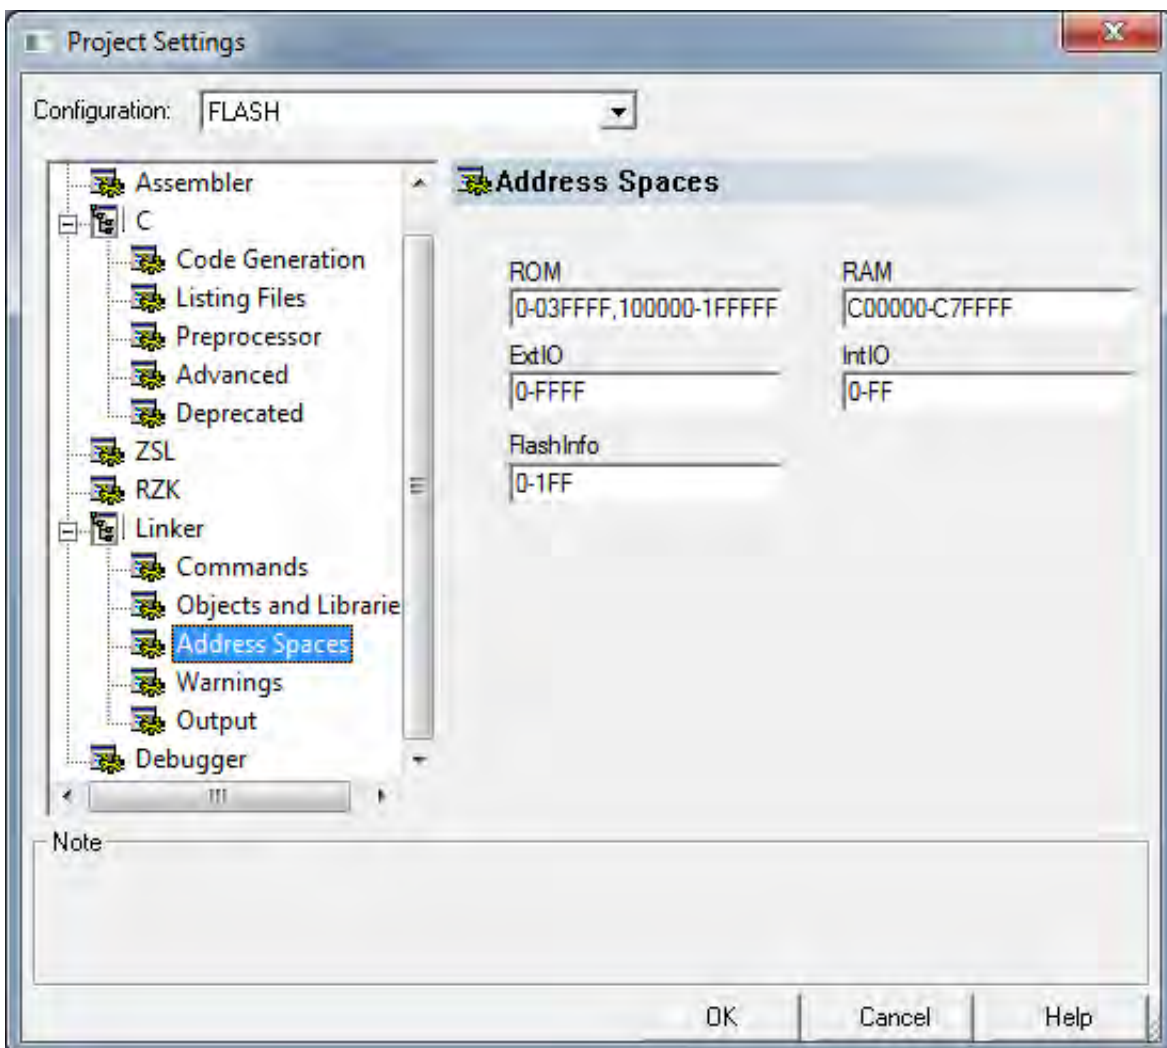 Project Settings
Configuration: FLASH
Assembler
C
Code Generation
Listing Files
Preprocessor
Advanced
Deprecated
ZSL
RZK
Linker
Commands
Objects and Librarie
Address Spaces
Warnings
Output
Debugger
Address Spaces
ROM
0-03FFFF,100000-1FFFFF
RAM
C00000-C7FFFF
ExtIO
0-FFFF
IntIO
0-FF
FlashInfo
0-1FF
Note
OK Cancel Help